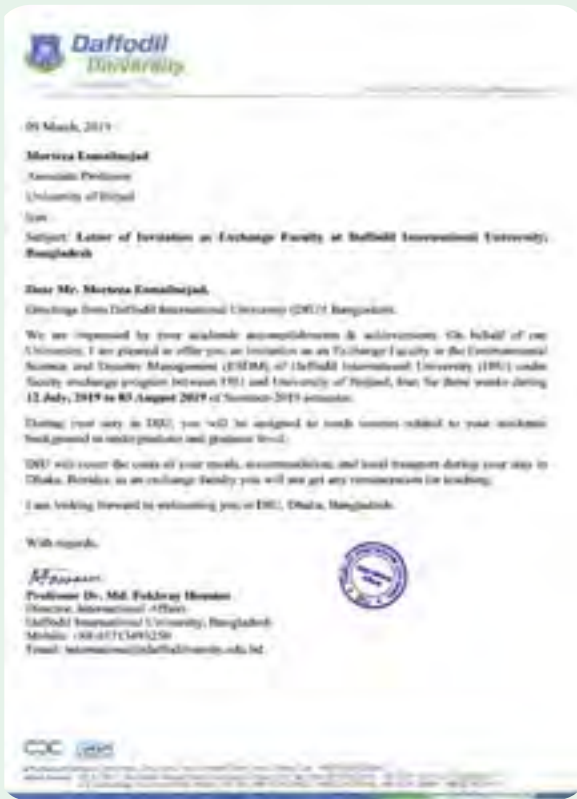 Daffodil
University
09 March, 2019
Morteza Esmailnejad
Associate Professor
University of Birjand
Iran
Subject: Letter of Invitation as Exchange Faculty at Daffodil International University,
Bangladesh
Dear Mr. Morteza Esmailnejad,
Greetings from Daffodil International University (DIU) Bangladesh.
We are impressed by your academic accomplishments & achievements. On behalf of our
University, I am pleased to offer you an invitation as an Exchange Faculty in the Environmental
Science and Disaster Management (ESDM) of Daffodil International University (DIU) under
faculty exchange program between DIU and University of Birjand, Iran for three weeks during
12 July, 2019 to 03 August 2019 of Summer-2019 semester.
During your stay in DIU, you will be assigned to teach courses related to your academic
background in undergraduate and graduate level.
DIU will cover the costs of your meals, accommodation, and local transport during your stay in
Dhaka. Besides, as an exchange faculty you will not get any remuneration for teaching.
I am looking forward to welcoming you at DIU, Dhaka, Bangladesh.
With regards,
Professor Dr. Md. Fokhray Hossain
Director, International Affairs
Daffodil International University, Bangladesh
Mobile:
Email: international@daffodilvarsity.edu.bd